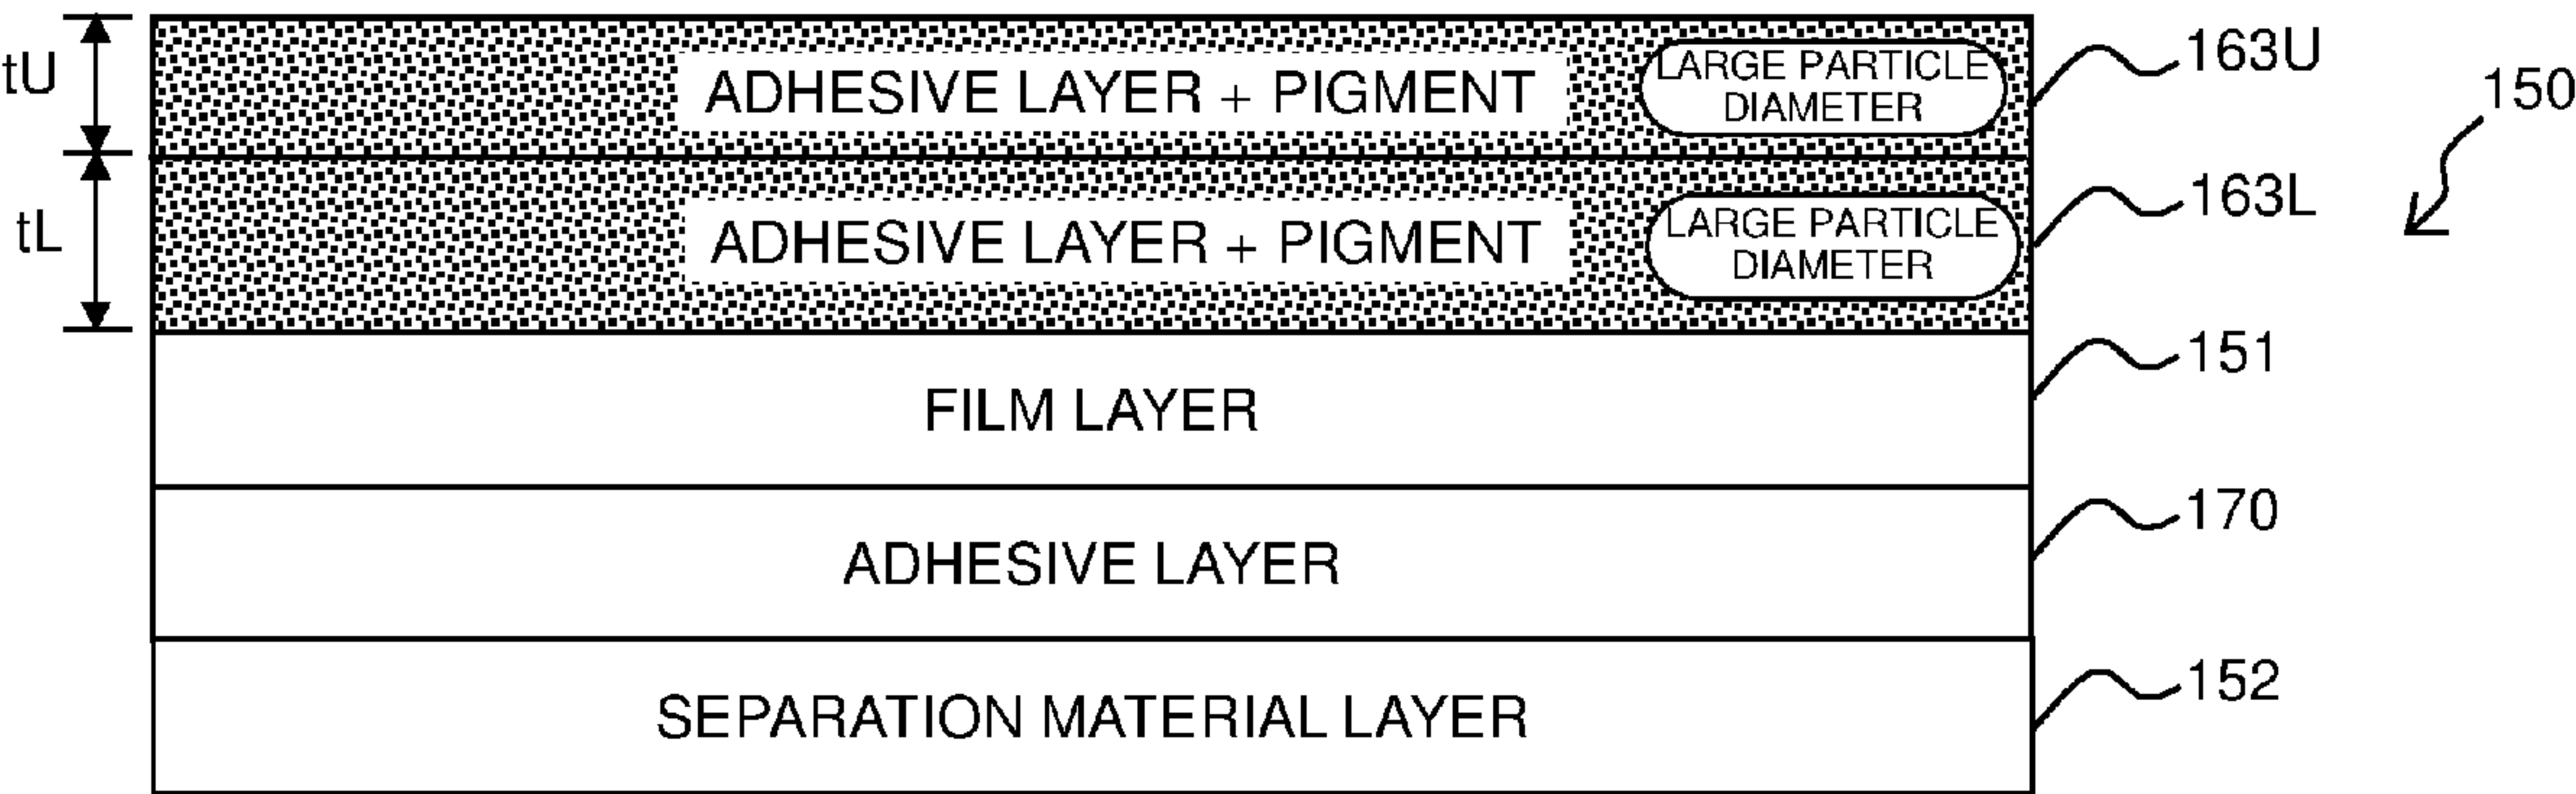 tU
ADHESIVE LAYER + PIGMENT
LARGE PARTICLE
DIAMETER
163U
150
tL
ADHESIVE LAYER + PIGMENT
LARGE PARTICLE
DIAMETER
163L
FILM LAYER
151
ADHESIVE LAYER
170
SEPARATION MATERIAL LAYER
152